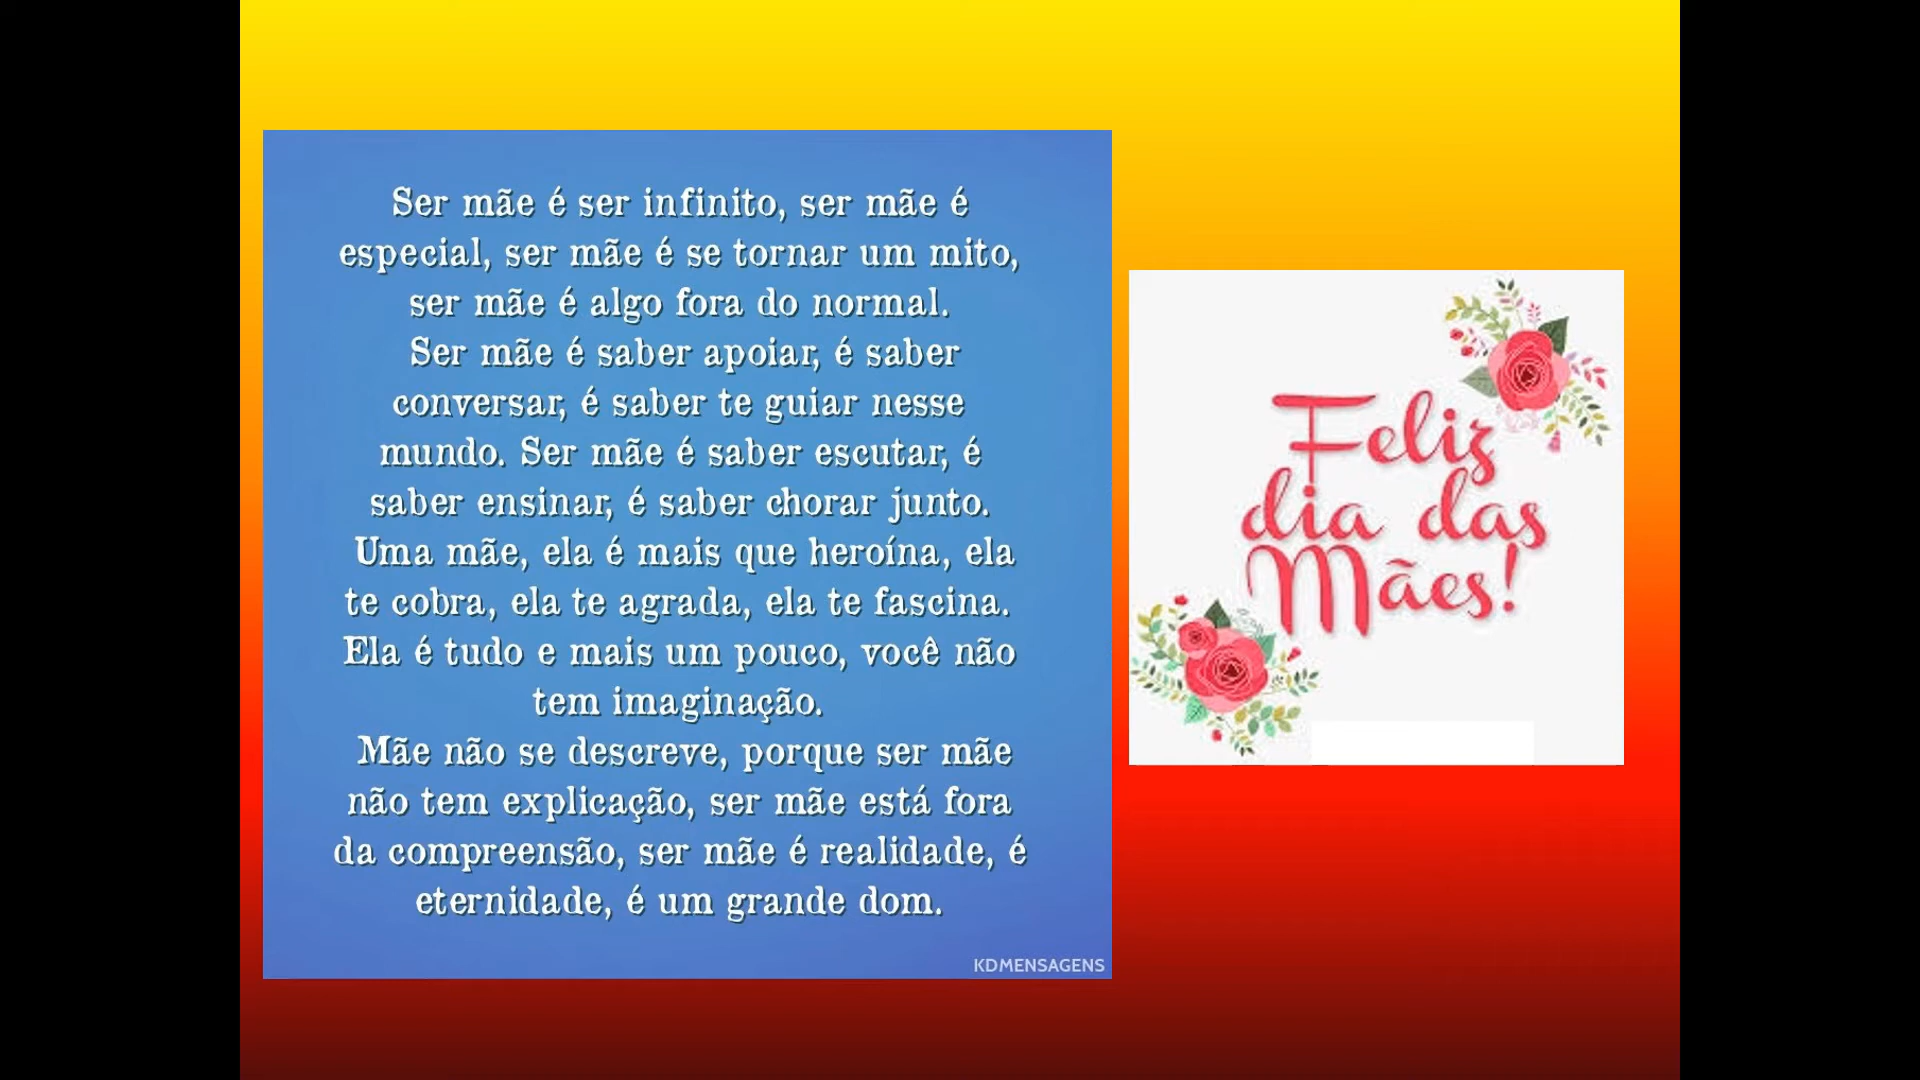 Ser mãe é ser infinito, ser mãe é
especial, ser mãe é se tornar um mito,
ser mãe é algo fora do normal.
Ser mãe é saber apoiar, é saber
conversar, é saber te guiar nesse
mundo. Ser mãe é saber escutar, é
saber ensinar, é saber chorar junto.
Uma mãe, ela é mais que heroína, ela
te cobra, ela te agrada, ela te fascina.
Ela é tudo e mais um pouco, você não
tem imaginação.
Mãe não se descreve, porque ser mãe
não tem explicação, ser mãe está fora
da compreensão, ser mãe é realidade, é
eternidade, é um grande dom.
KDMENSAGENS
Feliz
dia das
Mães!